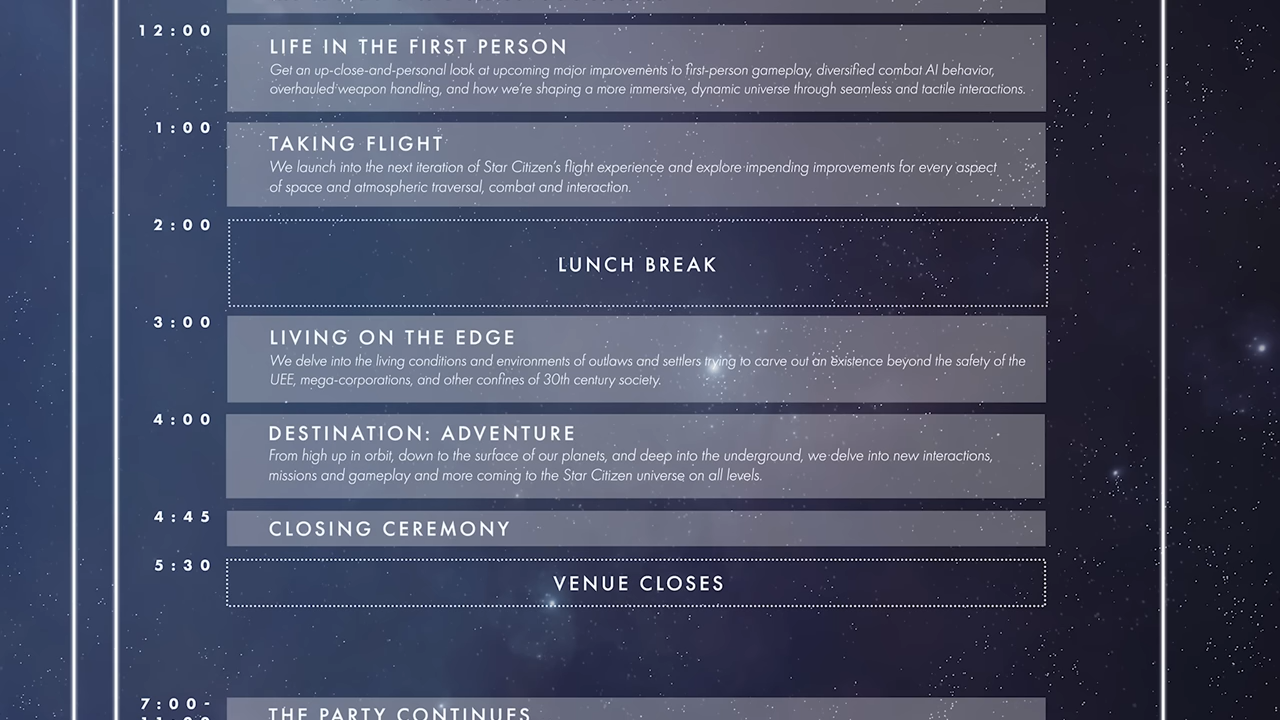 12:00
LIFE IN THE FIRST PERSON
Get an up-close-and-personal look at upcoming major improvements to first-person gameplay, diversified combat AI behavior,
overhauled weapon handling, and how we're shaping a more immersive, dynamic universe through seamless and tactile interactions.
1:00
TAKING FLIGHT
We launch into the next iteration of Star Citizen's flight experience and explore impending improvements for every aspect
of space and atmospheric traversal, combat and interaction.
2:00
LUNCH BREAK
3:00
LIVING ON THE EDGE
We delve into the living conditions and environments of outlaws and settlers trying to carve out an existence beyond the safety of the
UEE, mega-corporations, and other confines of 30th century society.
4:00
DESTINATION: ADVENTURE
From high up in orbit, down to the surface of our planets, and deep into the underground, we delve into new interactions,
missions and gameplay and more coming to the Star Citizen universe on all levels.
4:45
CLOSING CEREMONY
5:30
VENUE CLOSES
7:00-
THE PARTY CONTINUES